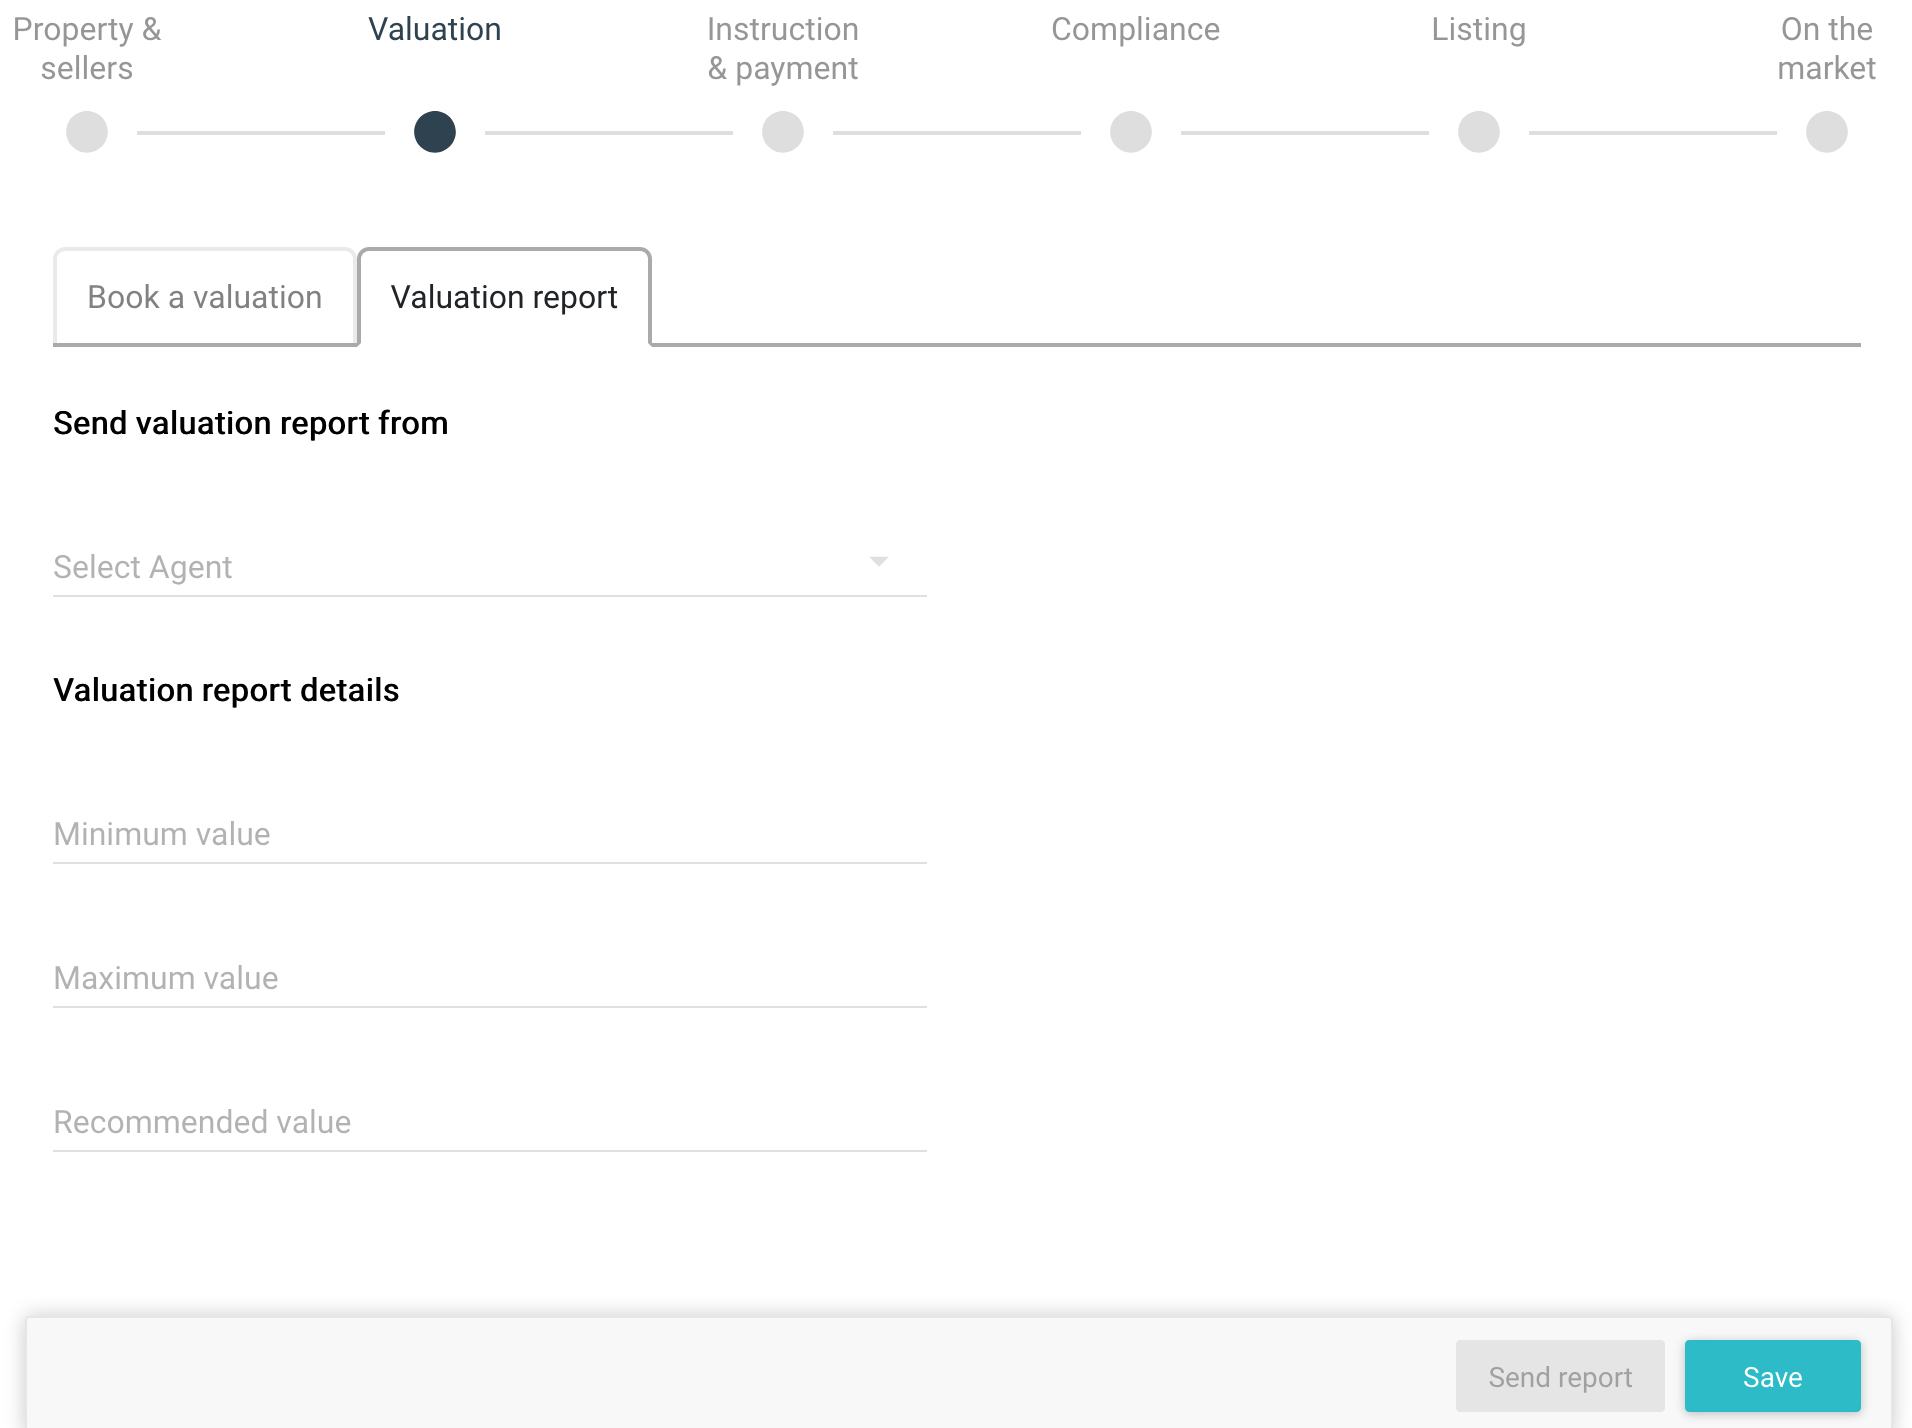 Property &
sellers
Valuation
Instruction
& payment
Compliance
Listing
On the
market
Book a valuation
Valuation report
Send valuation report from
Select Agent
Valuation report details
Minimum value
Maximum value
Recommended value
Send report
Save